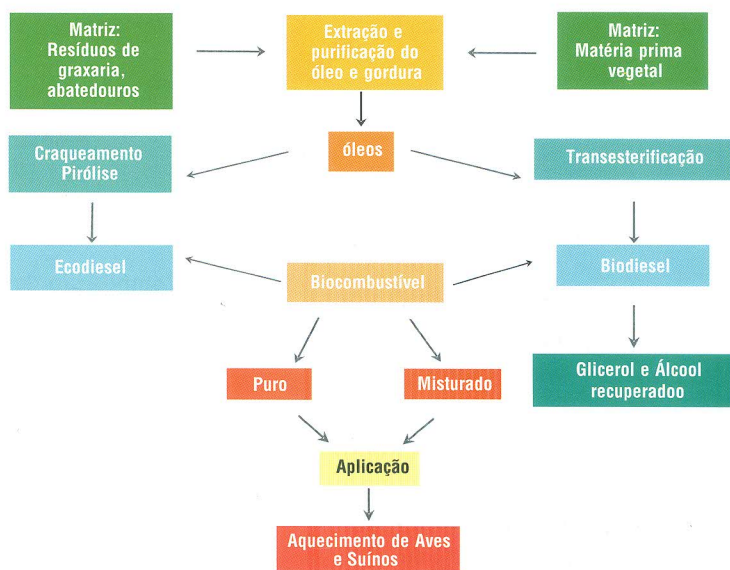 Matriz:
Resíduos de
graxaria,
abatedouros
Extração e
purificação do
óleo e gordura
Matriz:
Matéria prima
vegetal
Craqueamento
Pirólise
óleos
Transesterificação
Ecodiesel
Biocombustível
Biodiesel
Puro
Misturado
Glicerol e Álcool
recuperadoo
Aplicação
Aquecimento de Aves
e Suínos